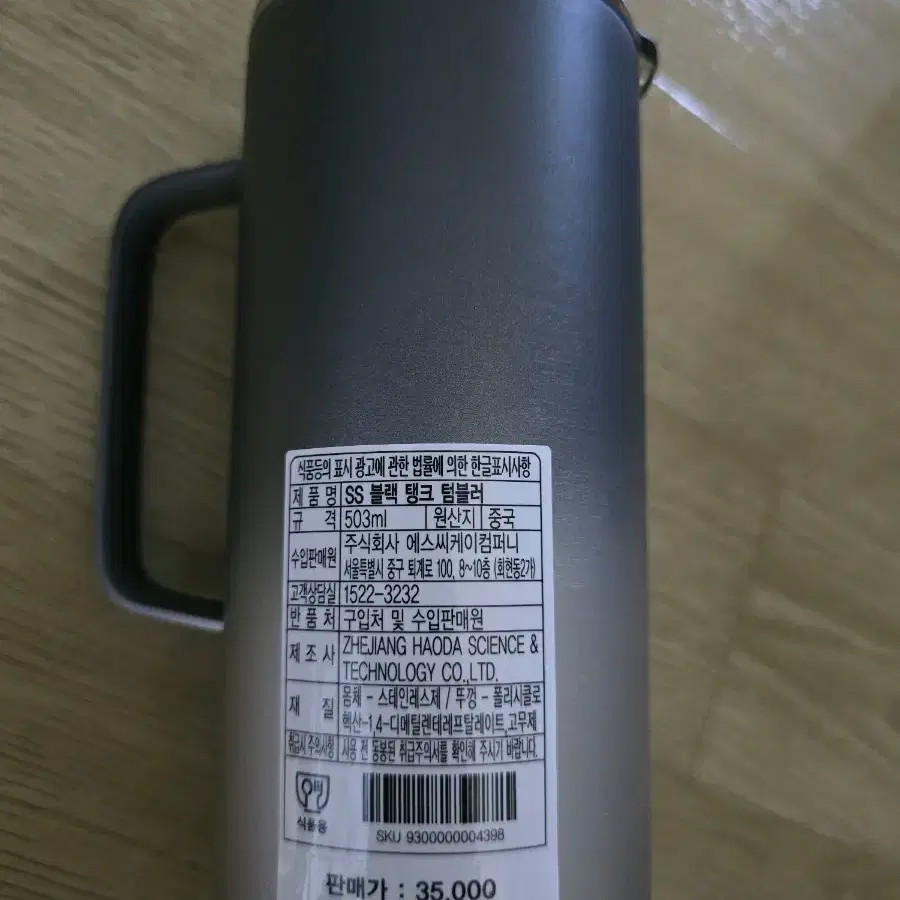 식품등의 표시 광고에 관한 법률에 의한 한글표시사항
제 품 명 SS 블랙 탱크 텀블러
규 격 503ml 원산지 중국
수입판매원 주식회사 에스씨케이컴퍼니
서울특별시 중구 퇴계로 100, 8~10층 (회현동2가)
고객상담실 1522-3232
반 품 처 구입처 및 수입판매원
제 조 사 ZHEJIANG HAODA SCIENCE &
TECHNOLOGY CO.,LTD.
재 질 몸체 - 스테인레스제 / 뚜껑 - 폴리시클로
헥산-1,4-디메틸렌테레프탈레이트,고무제
취급시 주의사항 사용 전 동봉된 취급주의서를 확인해 주시기 바랍니다.
식품용
SKU 9300000004398
판매가 : 35,000